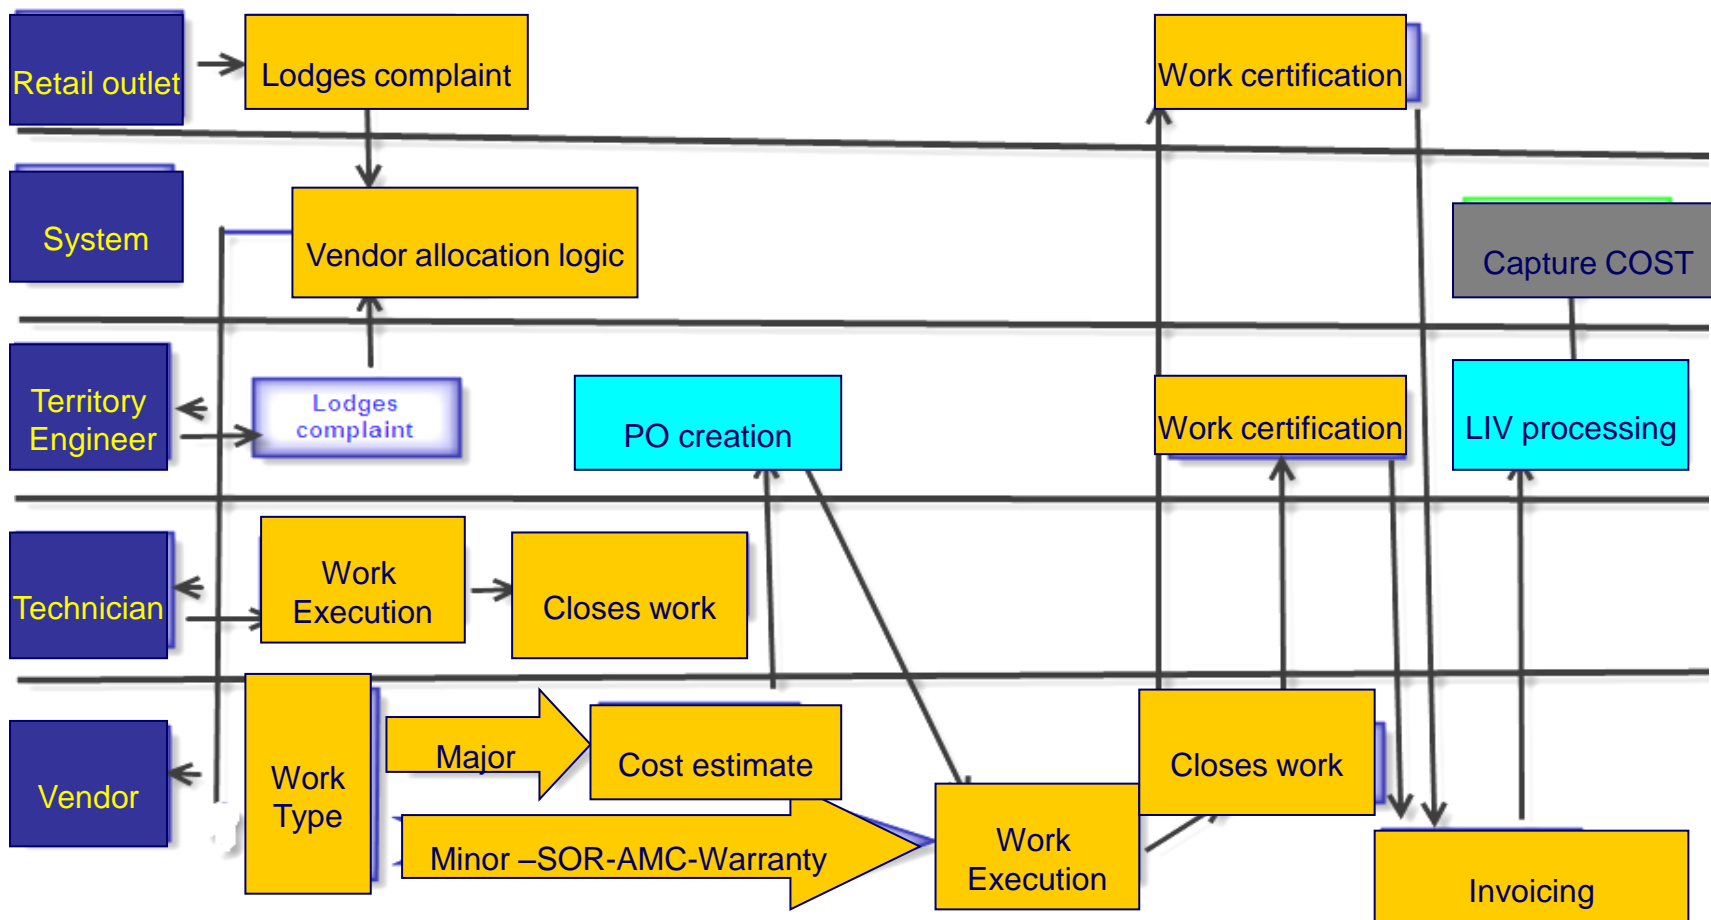 Retail outlet
Lodges complaint
Work certification
System
Vendor allocation logic
Capture COST
Territory
Engineer
Lodges
complaint
PO creation
Work certification
LIV processing
Technician
Work
Execution
Closes work
Vendor
Work
Type
Major
Cost estimate
Minor –SOR-AMC-Warranty
Work
Execution
Closes work
Invoicing